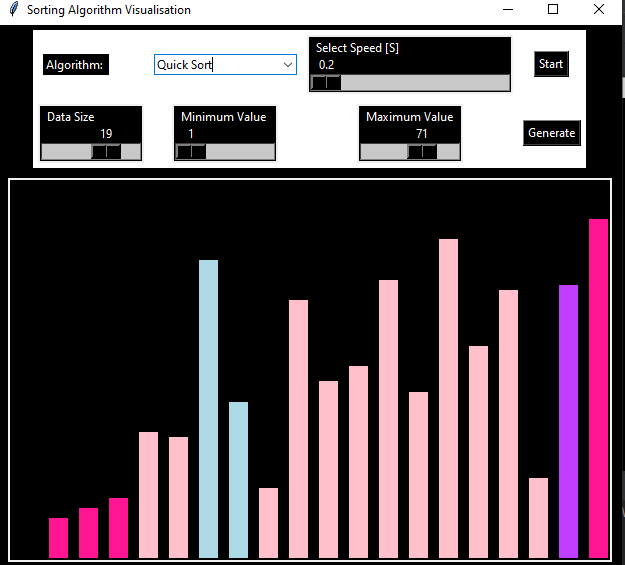 Sorting Algorithm Visualisation
Select Speed [S]
Algorithm:
Quick Sort
0.2
Start
Data Size
Minimum Value
Maximum Value
19
1
71
Generate